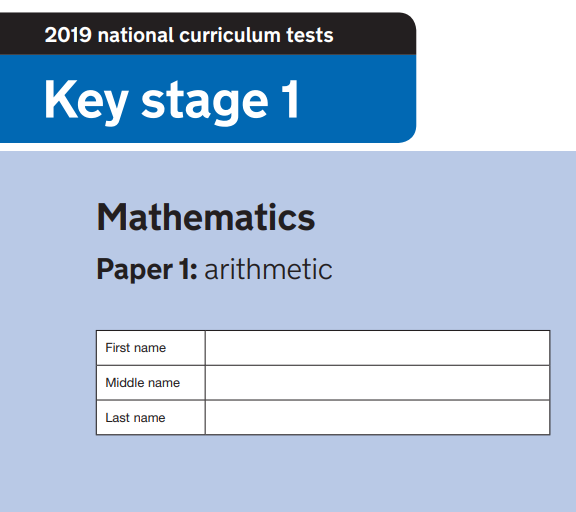 2019 national curriculum tests
Key stage 1
Mathematics
Paper 1: arithmetic
First name
Middle name
Last name